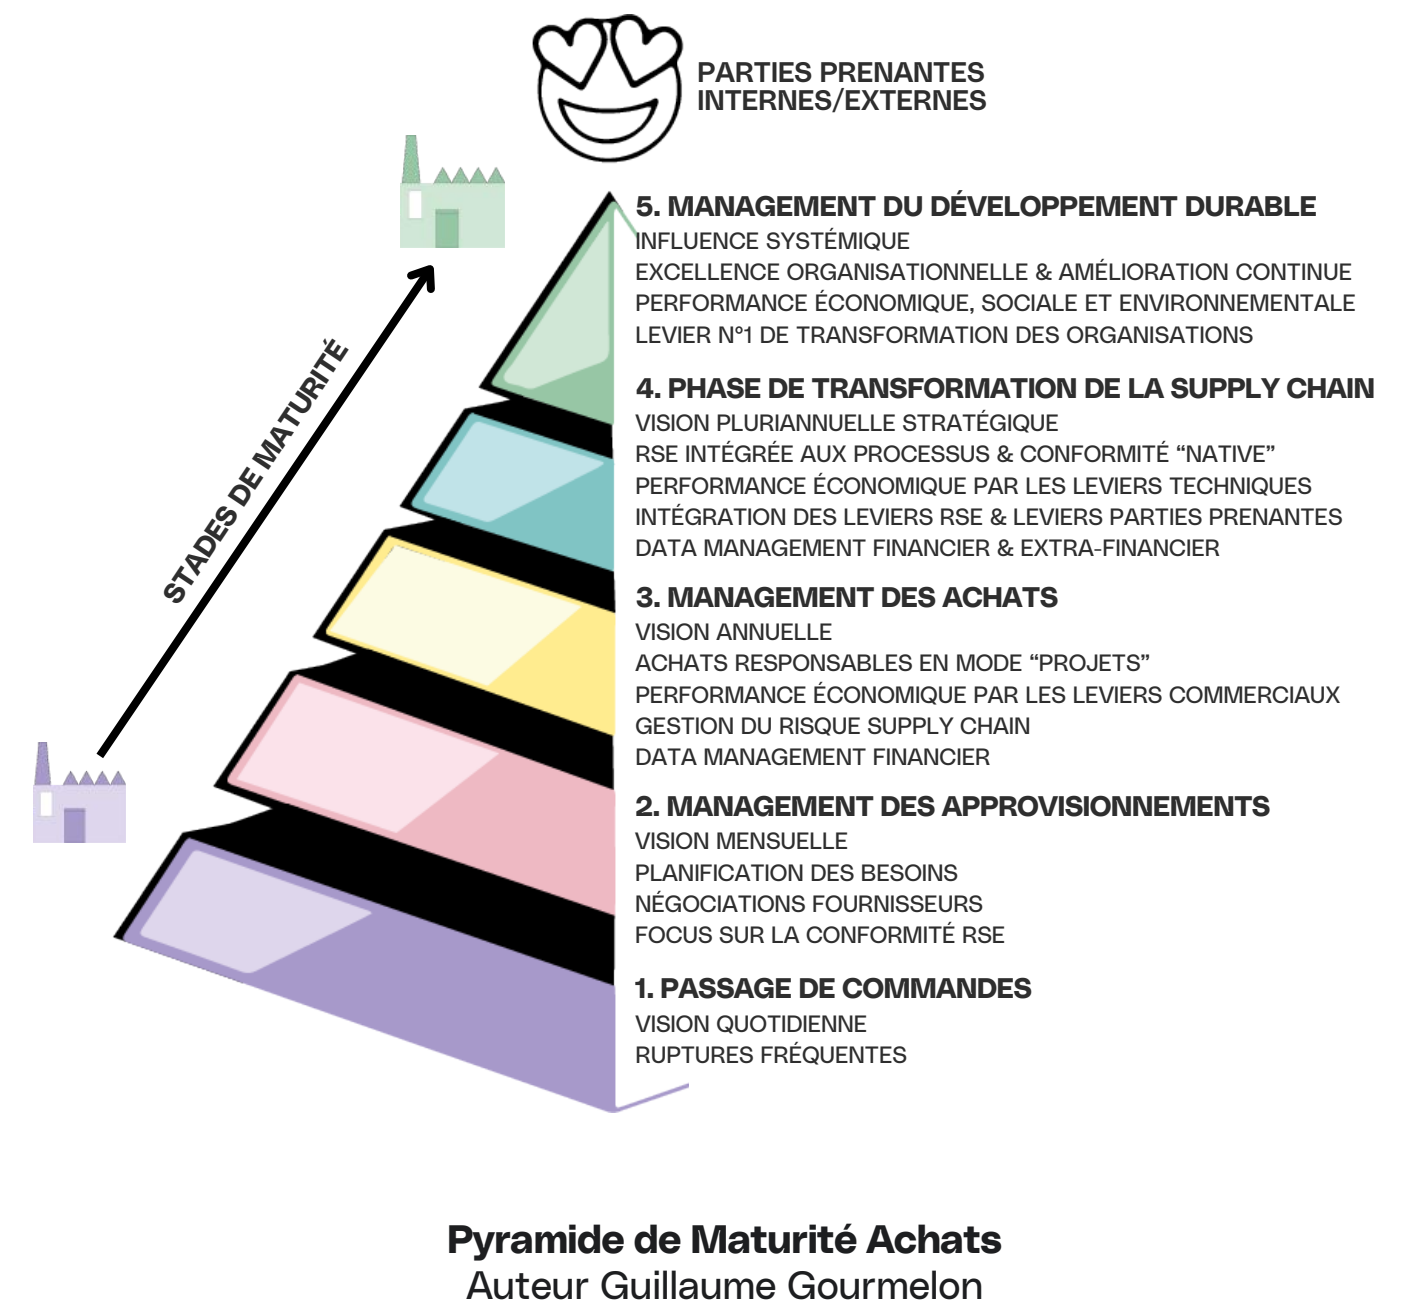 PARTIES PRENANTES
INTERNES/EXTERNES
STADES DE MATURITÉ
5. MANAGEMENT DU DÉVELOPPEMENT DURABLE
INFLUENCE SYSTÉMIQUE
EXCELLENCE ORGANISATIONNELLE & AMÉLIORATION CONTINUE
PERFORMANCE ÉCONOMIQUE, SOCIALE ET ENVIRONNEMENTALE
LEVIER N°1 DE TRANSFORMATION DES ORGANISATIONS
4. PHASE DE TRANSFORMATION DE LA SUPPLY CHAIN
VISION PLURIANNUELLE STRATÉGIQUE
RSE INTÉGRÉE AUX PROCESSUS & CONFORMITÉ “NATIVE”
PERFORMANCE ÉCONOMIQUE PAR LES LEVIERS TECHNIQUES
INTÉGRATION DES LEVIERS RSE & LEVIERS PARTIES PRENANTES
DATA MANAGEMENT FINANCIER & EXTRA-FINANCIER
3. MANAGEMENT DES ACHATS
VISION ANNUELLE
ACHATS RESPONSABLES EN MODE “PROJETS”
PERFORMANCE ÉCONOMIQUE PAR LES LEVIERS COMMERCIAUX
GESTION DU RISQUE SUPPLY CHAIN
DATA MANAGEMENT FINANCIER
2. MANAGEMENT DES APPROVISIONNEMENTS
VISION MENSUELLE
PLANIFICATION DES BESOINS
NÉGOCIATIONS FOURNISSEURS
FOCUS SUR LA CONFORMITÉ RSE
1. PASSAGE DE COMMANDES
VISION QUOTIDIENNE
RUPTURES FRÉQUENTES
Pyramide de Maturité Achats
Auteur Guillaume Gourmelon